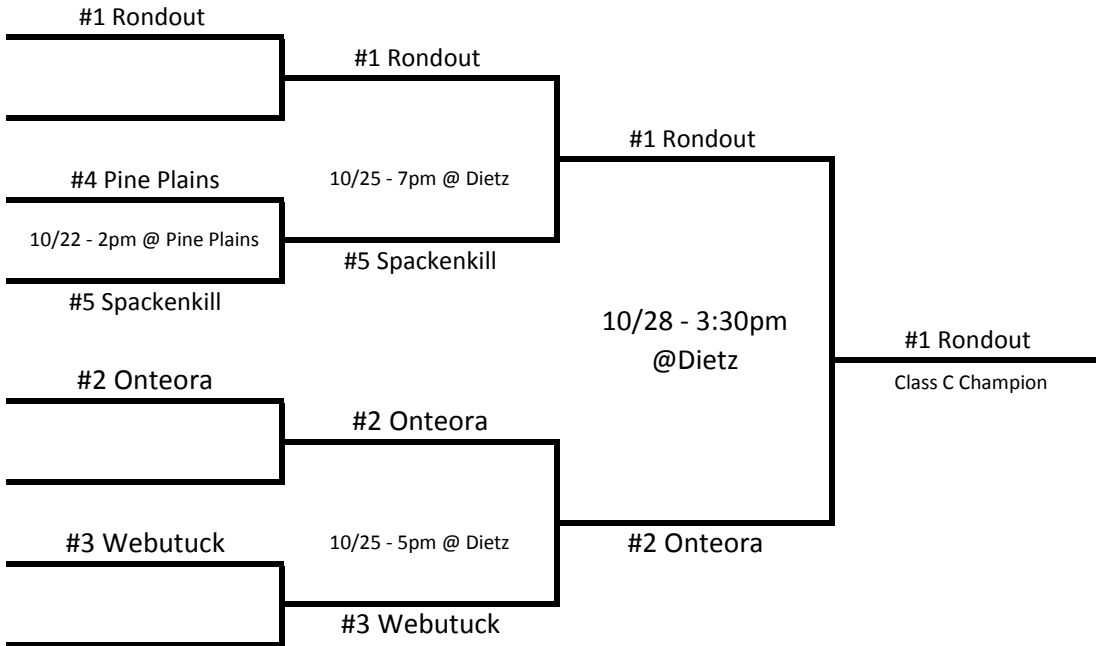 #1 Rondout
#1 Rondout
#1 Rondout
#4 Pine Plains
10/25 - 7pm @ Dietz
10/22 - 2pm @ Pine Plains
#5 Spackenkill
#5 Spackenkill
10/28 - 3:30pm
@Dietz
#1 Rondout
Class C Champion
#2 Onteora
#2 Onteora
#3 Webutuck
10/25 - 5pm @ Dietz
#2 Onteora
#3 Webutuck